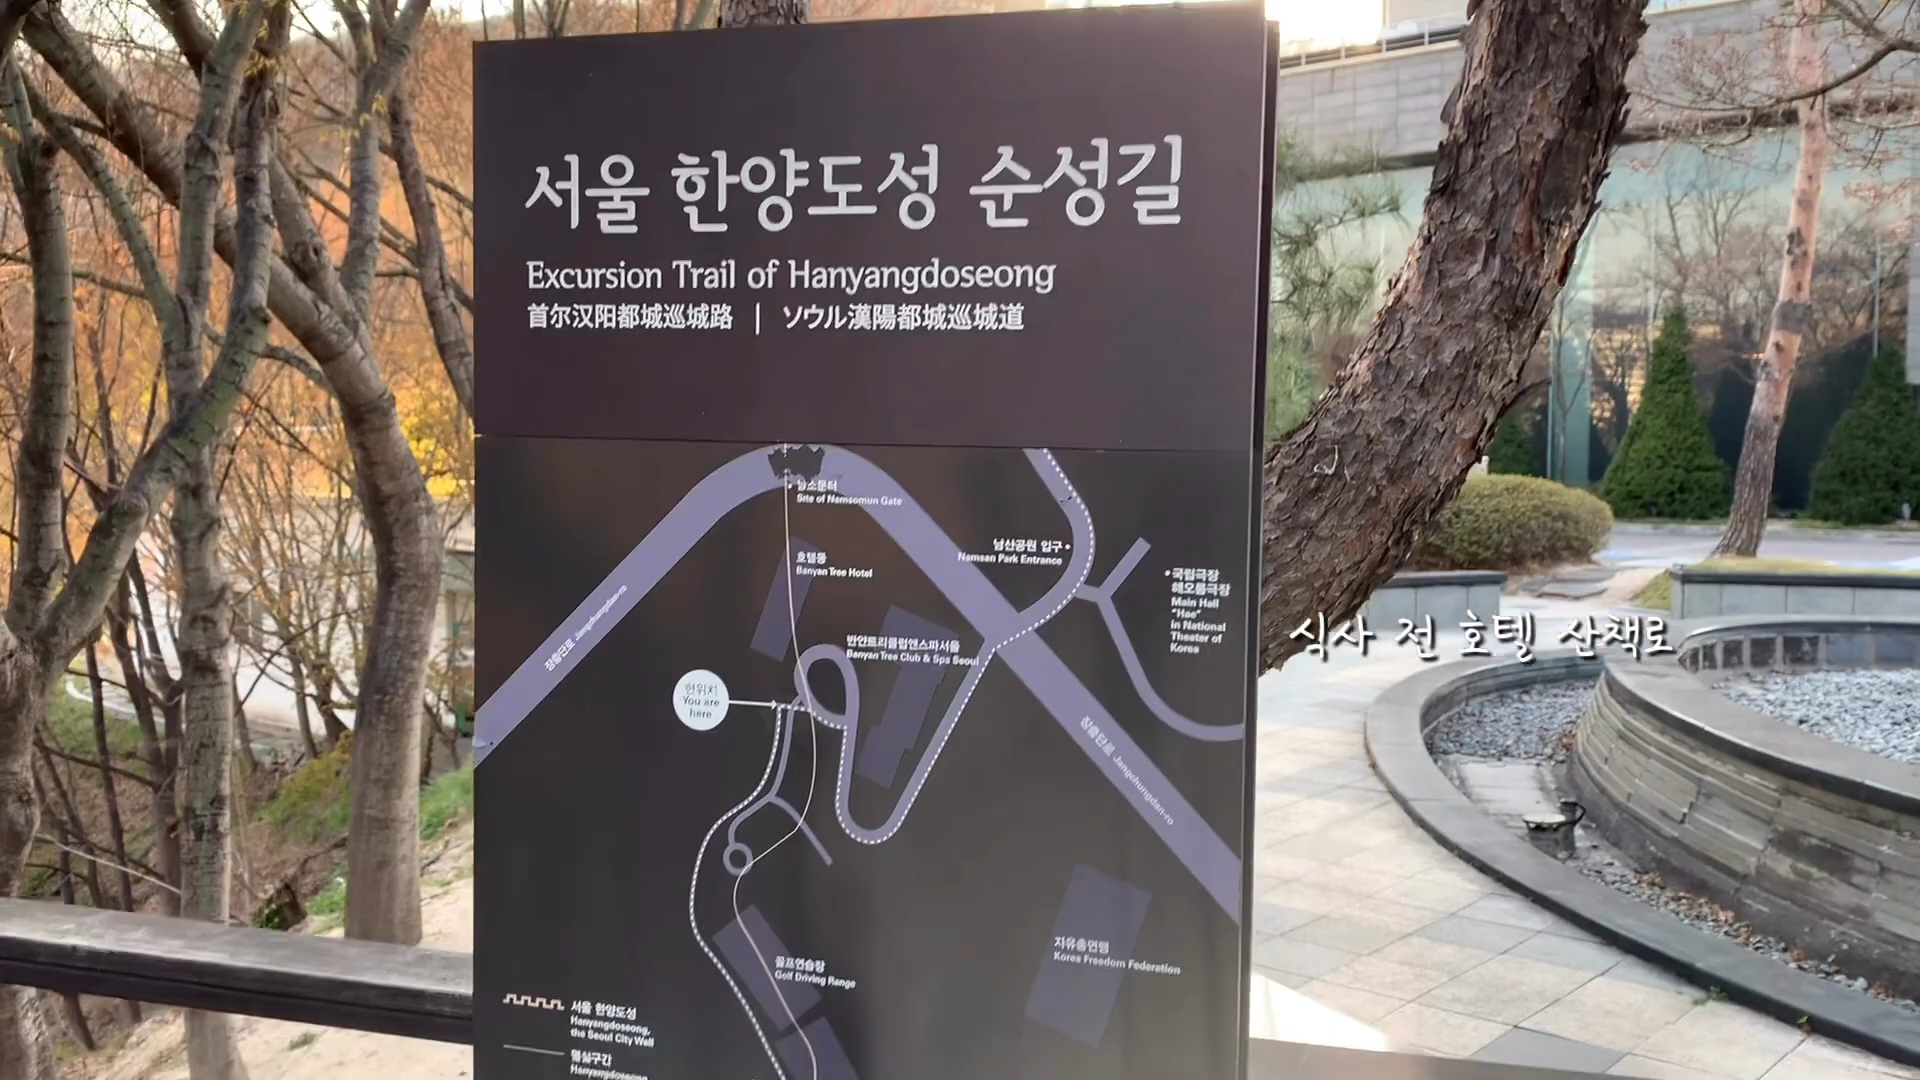 서울 한양도성 순성길
Excursion Trail of Hanyangdoseong
首尔汉阳都城巡城路 | ソウル漢陽都城巡城道
남소문터
Site of Namsomun Gate
호텔동
Banyan Tree Hotel
남산공원 입구
Namsan Park Entrance
국립극장
해오름극장
Main Hall
"Hae"
in National
Theater of
Korea
장충단로 Jangchungdan-ro
반얀트리클럽앤스파서울
Banyan Tree Club & Spa Seoul
식사 전 호텔 산책로
현위치
You are
here
장충단로 Jangchungdan-ro
지유총연맹
Korea Freedom Federation
골프연습장
Golf Driving Range
서울 한양도성
Hanyangdoseong,
the Seoul City Wall
멸실구간
Hanyangdoseong